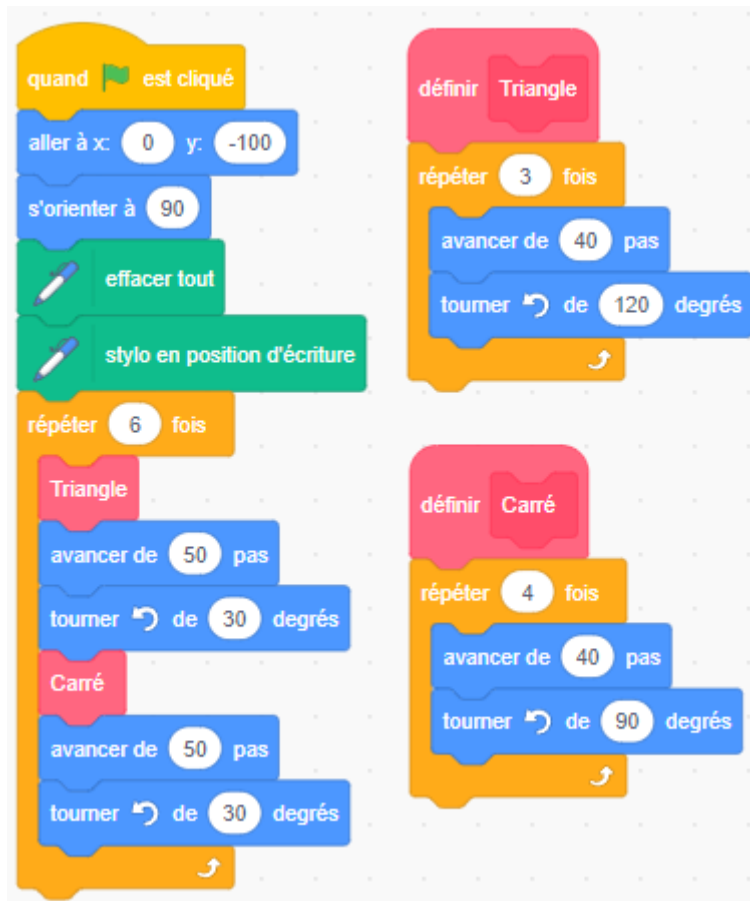 quand est cliqué
aller à x: 0 y: -100
s'orienter à 90
effacer tout
stylo en position d'écriture
répéter 6 fois
Triangle
avancer de 50 pas
tourner de 30 degrés
Carré
avancer de 50 pas
tourner de 30 degrés
définir Triangle
répéter 3 fois
avancer de 40 pas
tourner de 120 degrés
définir Carré
répéter 4 fois
avancer de 40 pas
tourner de 90 degrés